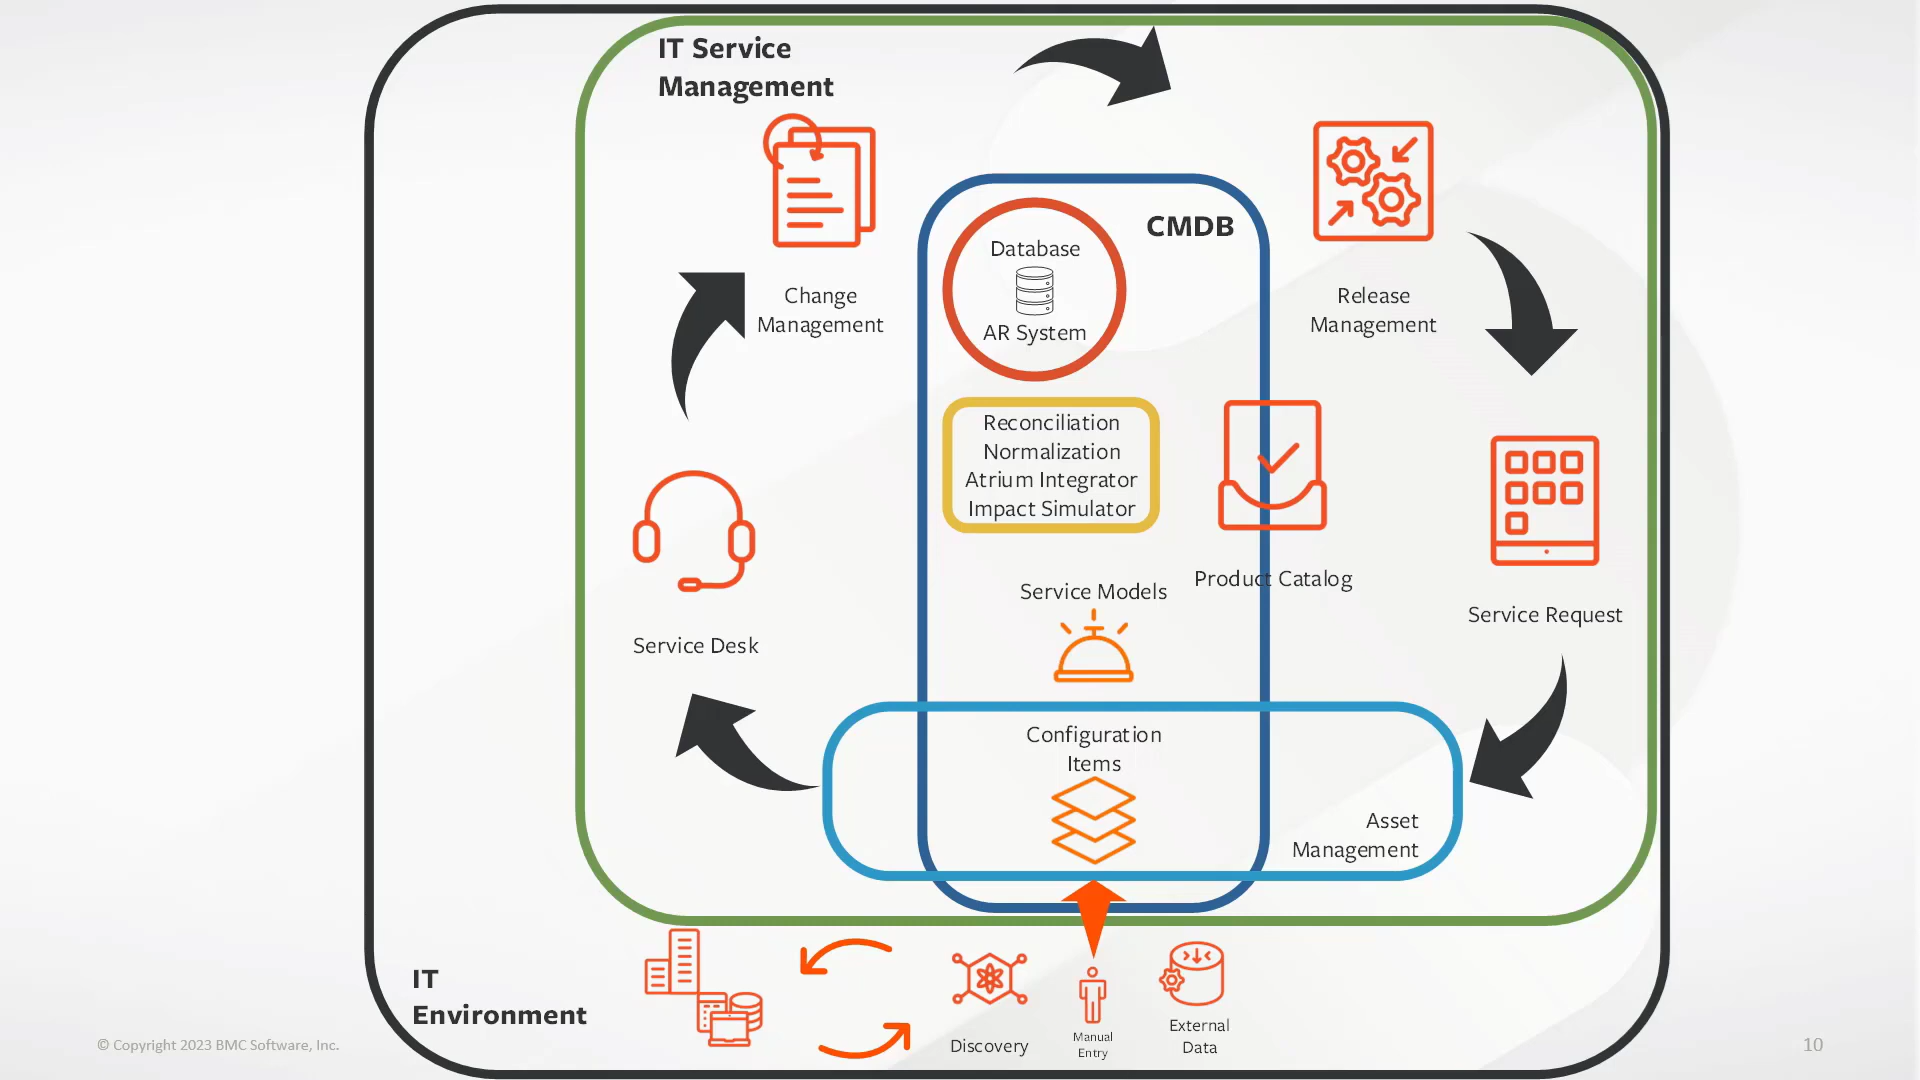 IT Service
Management
CMDB
Database
AR System
Change
Management
Release
Management
Reconciliation
Normalization
Atrium Integrator
Impact Simulator
Product Catalog
Service Models
Service Request
Service Desk
Configuration
Items
Asset
Management
IT
Environment
Discovery
Manual
Entry
External
Data
© Copyright 2023 BMC Software, Inc.
10